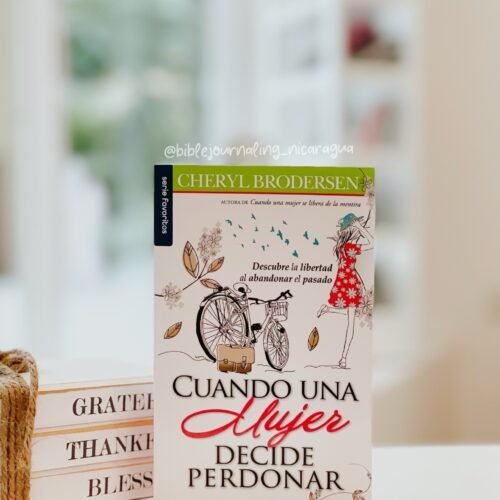 @biblejournaling_nicaragua
serie favoritos
CHERYL BRODERSEN
AUTORA DE Cuando una mujer se libera de la mentira
Descubre la libertad
al abandonar el pasado
CUANDO UNA
Mujer
DECIDE
PERDONAR
GRATEF
THANKF
BLESS